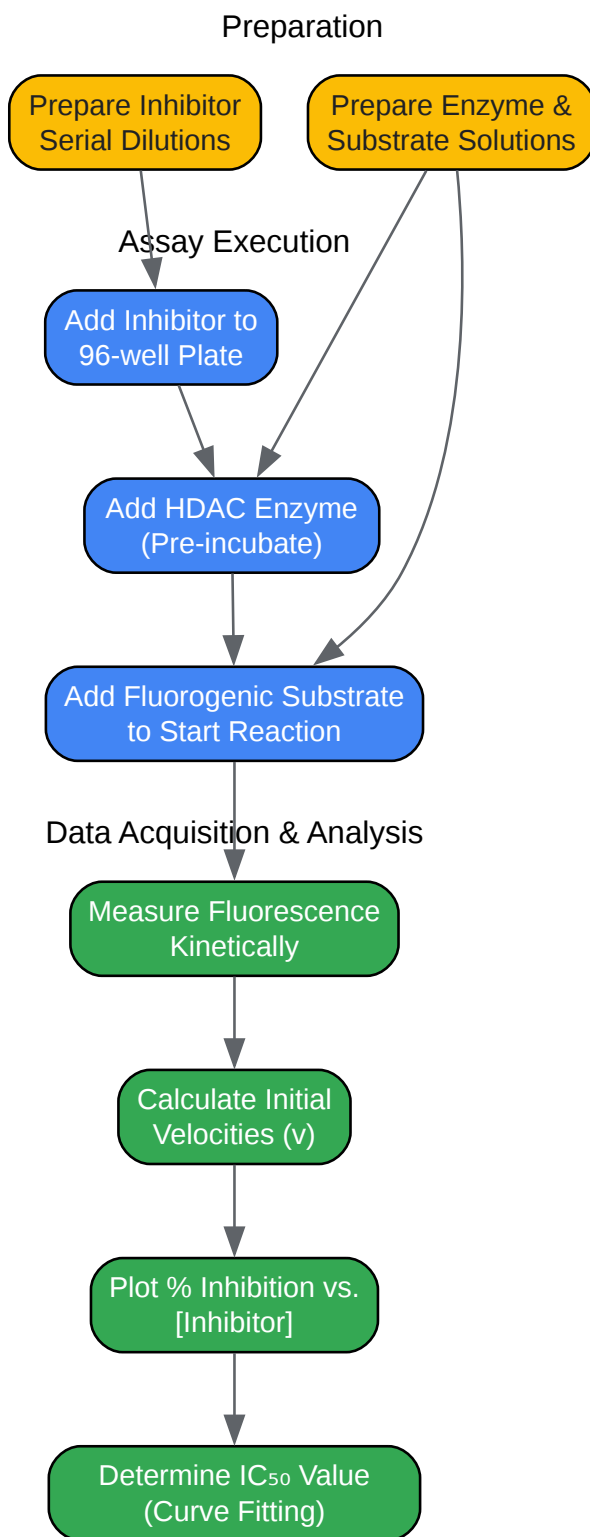 Preparation
Prepare Inhibitor
Serial Dilutions
Prepare Enzyme &
Substrate Solutions
Assay Execution
Add Inhibitor to
96-well Plate
Add HDAC Enzyme
(Pre-incubate)
Add Fluorogenic Substrate
to Start Reaction
Data Acquisition & Analysis
Measure Fluorescence
Kinetically
Calculate Initial
Velocities (v)
Plot % Inhibition vs.
[Inhibitor]
Determine IC₅₀ Value
(Curve Fitting)